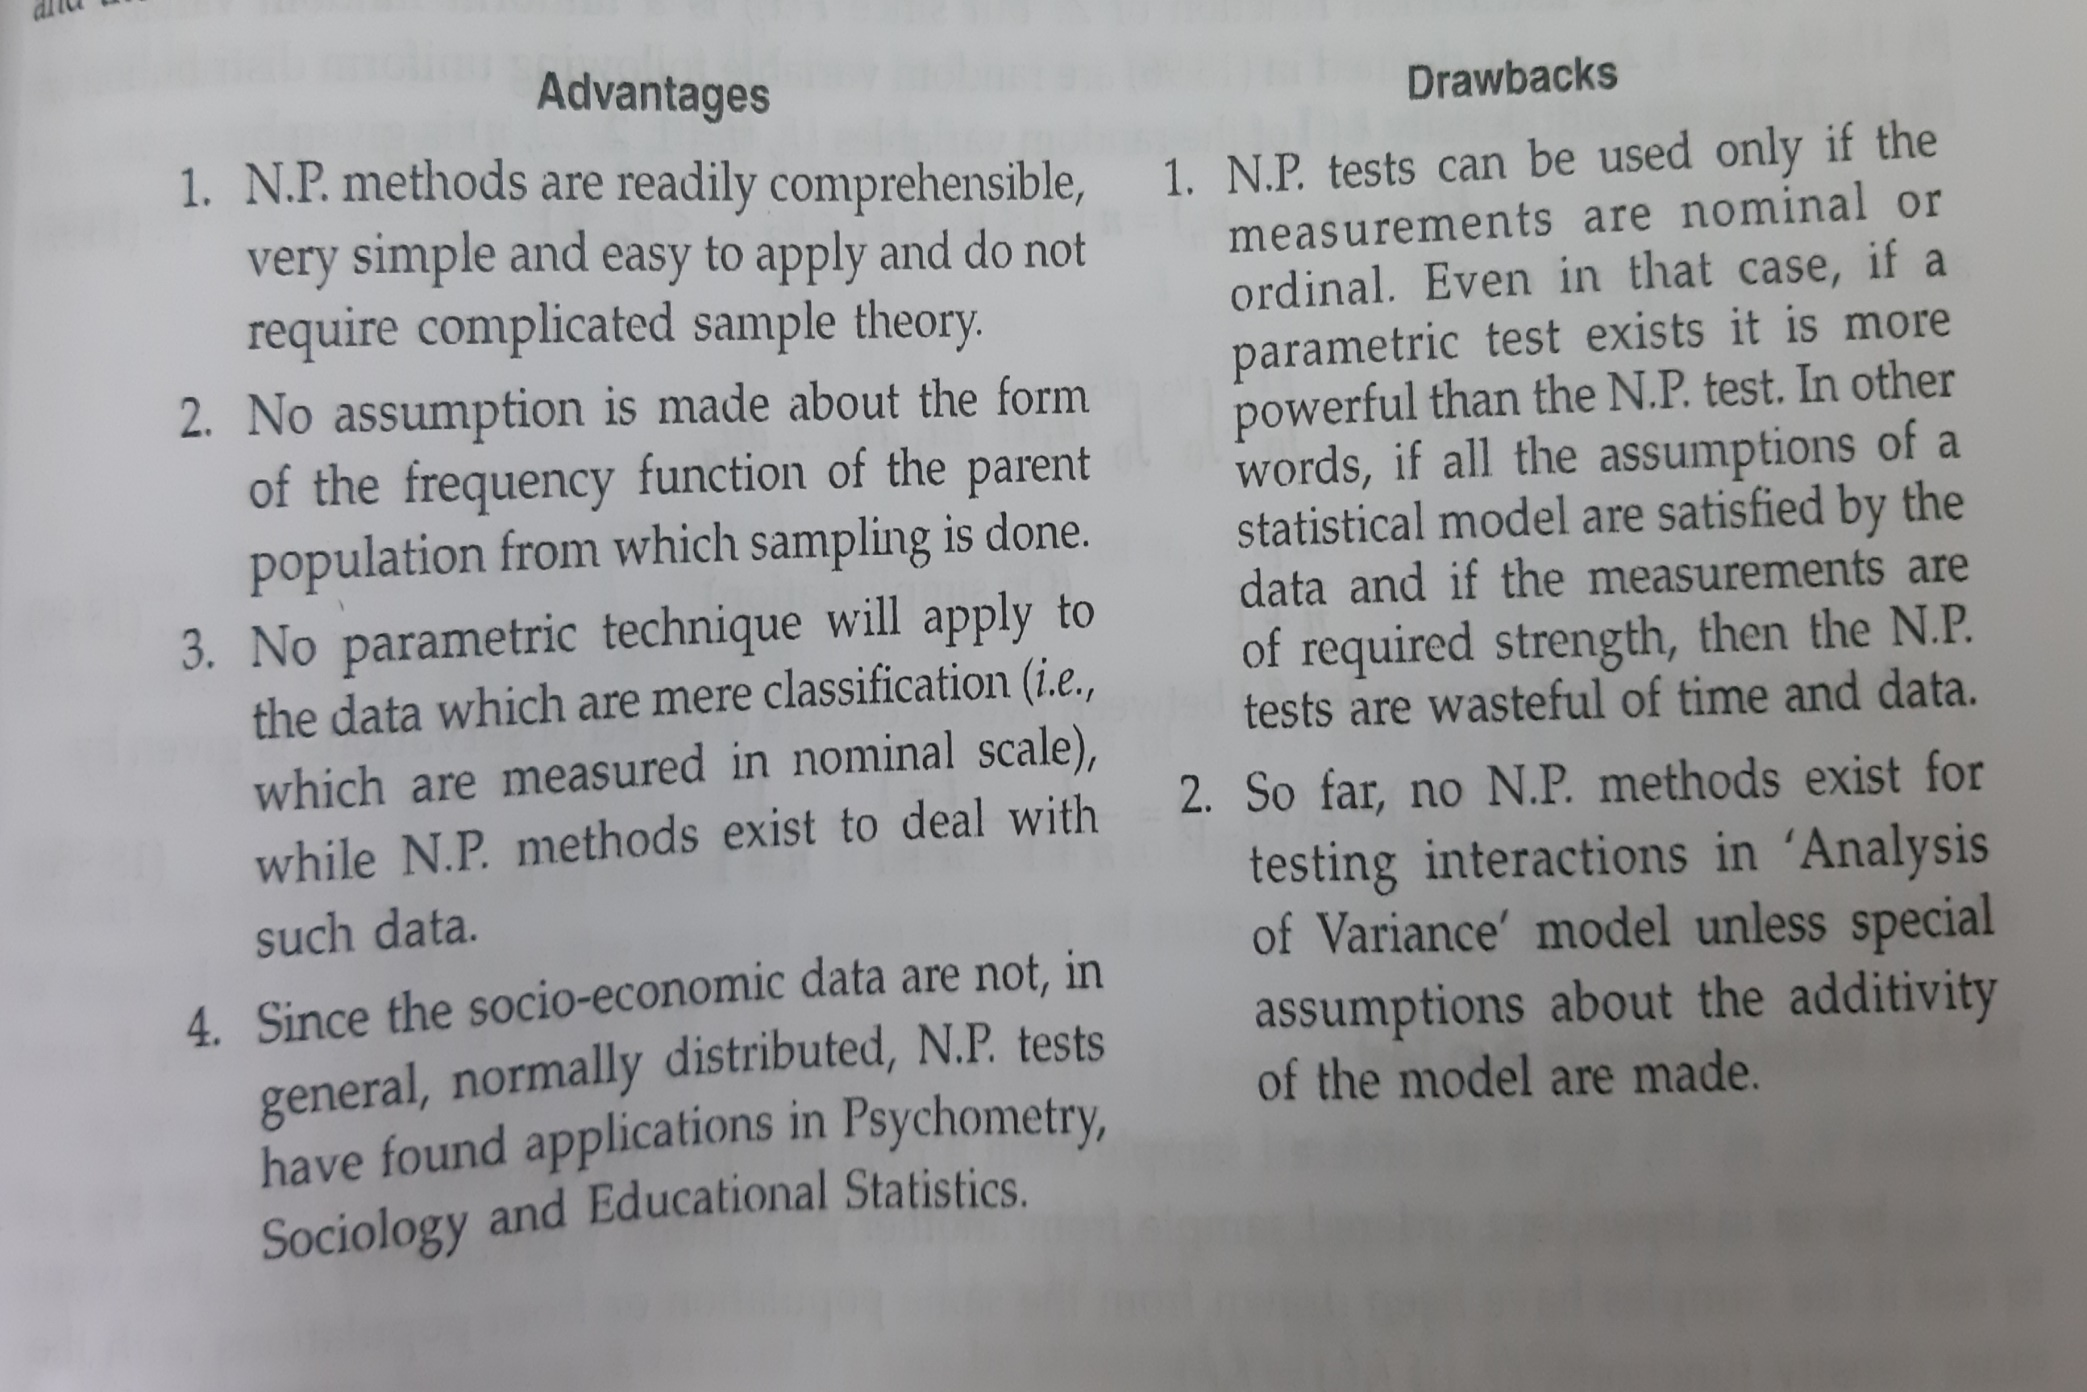 Advantages
1. N.P. methods are readily comprehensible,
very simple and easy to apply and do not
require complicated sample theory.
2. No assumption is made about the form
of the frequency function of the parent
population from which sampling is done.
3. No parametric technique will apply to
the data which are mere classification (i.e.,
which are measured in nominal scale),
while N.P. methods exist to deal with
such data.
4. Since the socio-economic data are not, in
general, normally distributed, N.P. tests
have found applications in Psychometry,
Sociology and Educational Statistics.
Drawbacks
1. N.P. tests can be used only if the
measurements are nominal or
ordinal. Even in that case, if a
parametric test exists it is more
powerful than the N.P. test. In other
words, if all the assumptions of a
statistical model are satisfied by the
data and if the measurements are
of required strength, then the N.P.
tests are wasteful of time and data.
2. So far, no N.P. methods exist for
testing interactions in ‘Analysis
of Variance’ model unless special
assumptions about the additivity
of the model are made.